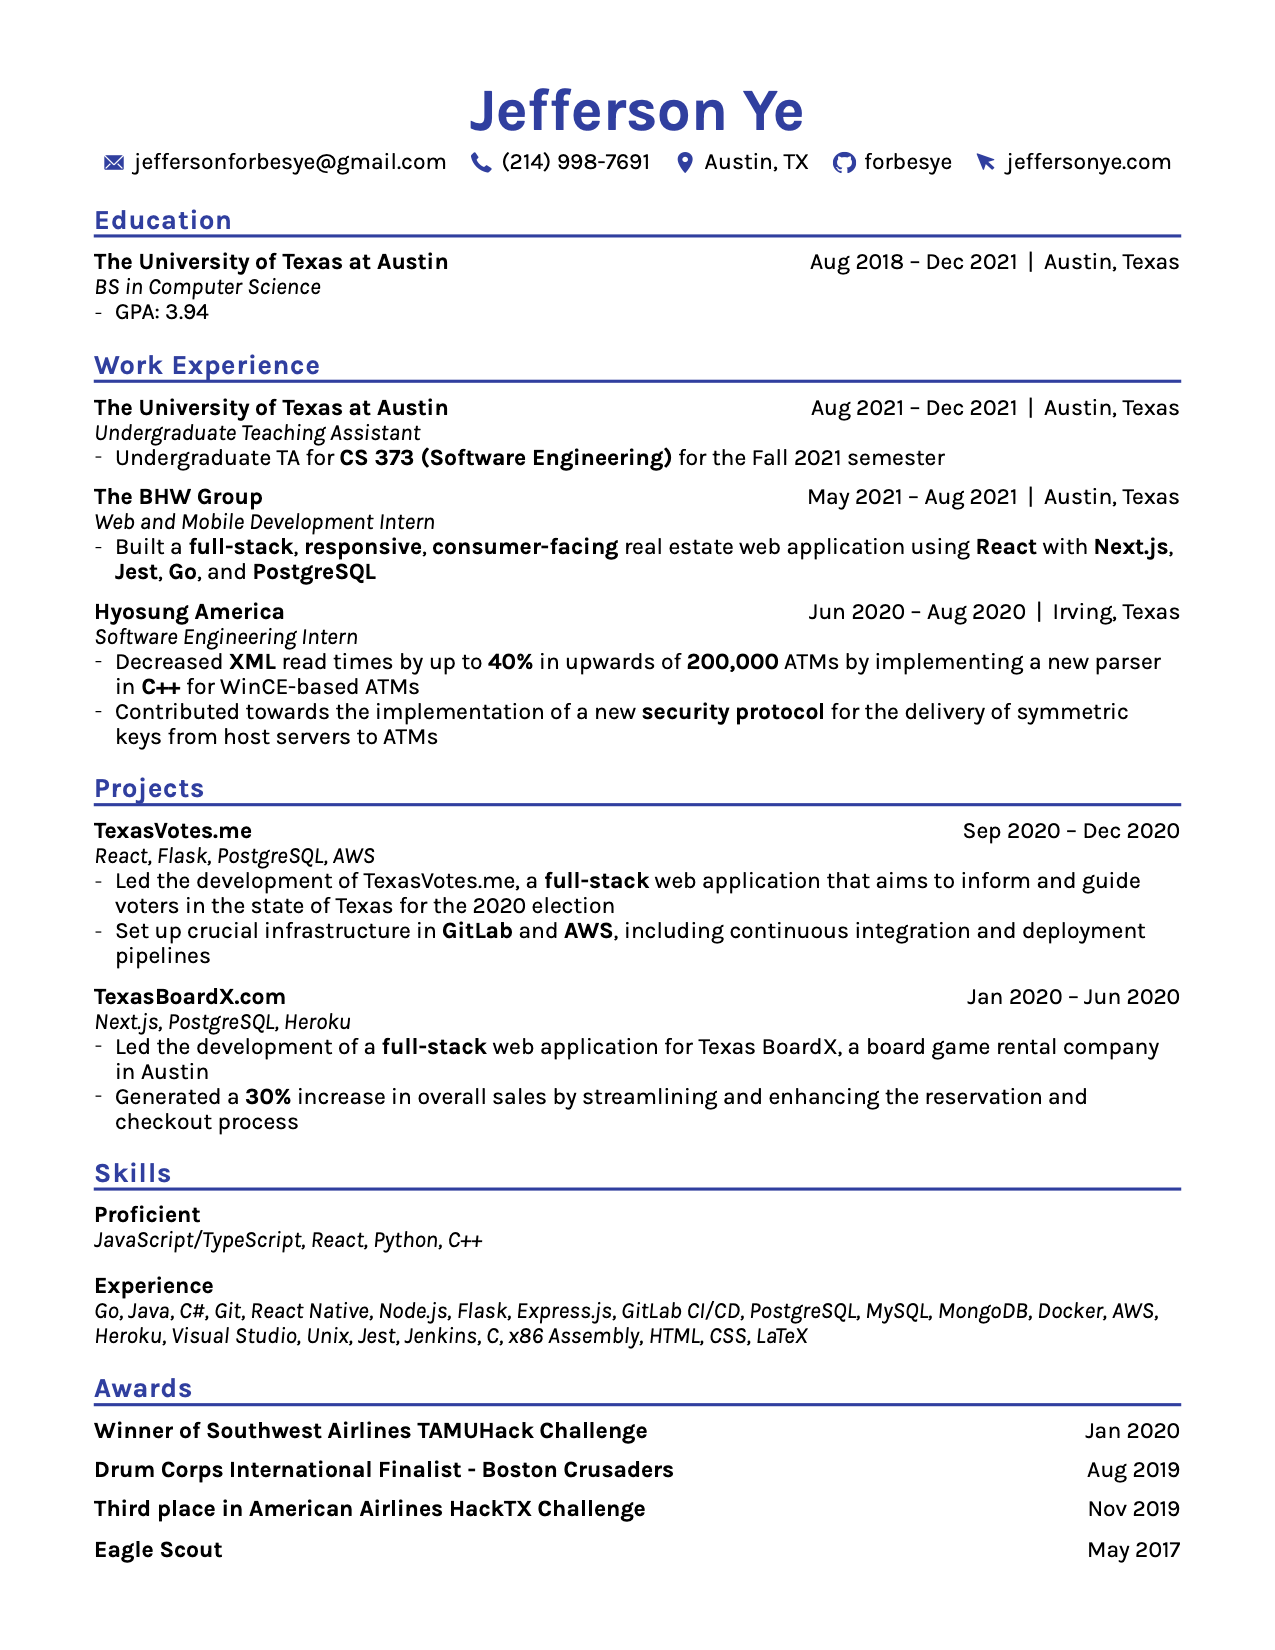 Jefferson Ye
jeffersonforbesye@gmail.com (214) 998-7691 Austin, TX forbesye jeffersonye.com
Education
The University of Texas at Austin Aug 2018 – Dec 2021 | Austin, Texas
BS in Computer Science
- GPA: 3.94
Work Experience
The University of Texas at Austin Aug 2021 – Dec 2021 | Austin, Texas
Undergraduate Teaching Assistant
- Undergraduate TA for CS 373 (Software Engineering) for the Fall 2021 semester
The BHW Group May 2021 – Aug 2021 | Austin, Texas
Web and Mobile Development Intern
- Built a full-stack, responsive, consumer-facing real estate web application using React with Next.js,
Jest, Go, and PostgreSQL
Hyosung America Jun 2020 – Aug 2020 | Irving, Texas
Software Engineering Intern
- Decreased XML read times by up to 40% in upwards of 200,000 ATMs by implementing a new parser
in C++ for WinCE-based ATMs
- Contributed towards the implementation of a new security protocol for the delivery of symmetric
keys from host servers to ATMs
Projects
TexasVotes.me Sep 2020 – Dec 2020
React, Flask, PostgreSQL, AWS
- Led the development of TexasVotes.me, a full-stack web application that aims to inform and guide
voters in the state of Texas for the 2020 election
- Set up crucial infrastructure in GitLab and AWS, including continuous integration and deployment
pipelines
TexasBoardX.com Jan 2020 – Jun 2020
Next.js, PostgreSQL, Heroku
- Led the development of a full-stack web application for Texas BoardX, a board game rental company
in Austin
- Generated a 30% increase in overall sales by streamlining and enhancing the reservation and
checkout process
Skills
Proficient
JavaScript/TypeScript, React, Python, C++
Experience
Go, Java, C#, Git, React Native, Node.js, Flask, Express.js, GitLab CI/CD, PostgreSQL, MySQL, MongoDB, Docker, AWS,
Heroku, Visual Studio, Unix, Jest, Jenkins, C, x86 Assembly, HTML, CSS, LaTeX
Awards
Winner of Southwest Airlines TAMUHack Challenge Jan 2020
Drum Corps International Finalist - Boston Crusaders Aug 2019
Third place in American Airlines HackTX Challenge Nov 2019
Eagle Scout May 2017